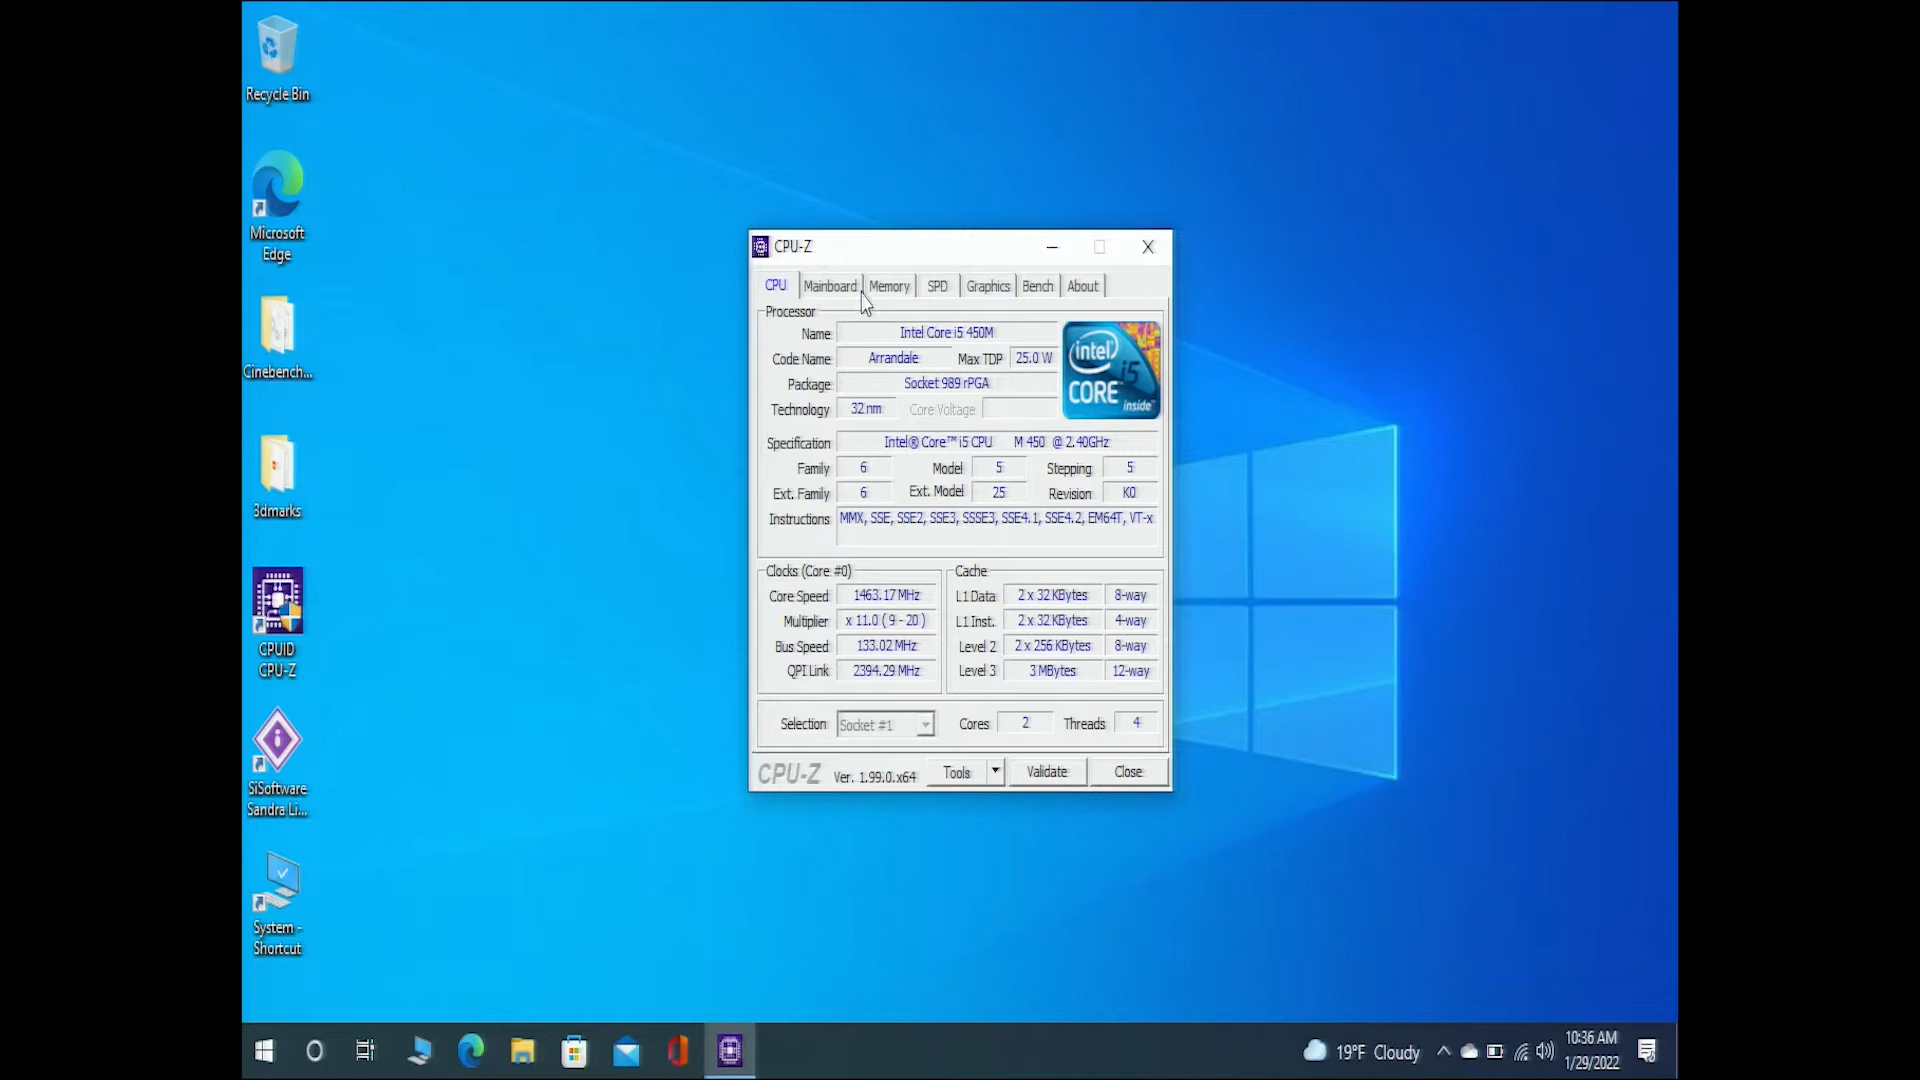 Recycle Bin
Microsoft
Edge
Cinebench...
3dmarks
CPUID
CPU-Z
SiSoftware
Sandra Li...
System -
Shortcut
CPU-Z
CPU Mainboard Memory SPD Graphics Bench About
Processor
Name Intel Core i5 450M
Code Name Arrandale Max TDP 25.0 W
Package Socket 989 rPGA
Technology 32 nm Core Voltage
intel CORE i5 inside™
Specification Intel® Core™ i5 CPU M 450 @ 2.40GHz
Family 6 Model 5 Stepping 5
Ext. Family 6 Ext. Model 25 Revision K0
Instructions MMX, SSE, SSE2, SSE3, SSSE3, SSE4.1, SSE4.2, EM64T, VT-x
Clocks (Core #0)
Core Speed 1463.17 MHz
Multiplier x 11.0 ( 9 - 20 )
Bus Speed 133.02 MHz
QPI Link 2394.29 MHz
Cache
L1 Data 2 x 32 KBytes 8-way
L1 Inst. 2 x 32 KBytes 4-way
Level 2 2 x 256 KBytes 8-way
Level 3 3 MBytes 12-way
Selection Socket #1 Cores 2 Threads 4
CPU-Z Ver. 1.99.0.x64 Tools Validate Close
19°F Cloudy
10:36 AM
1/29/2022